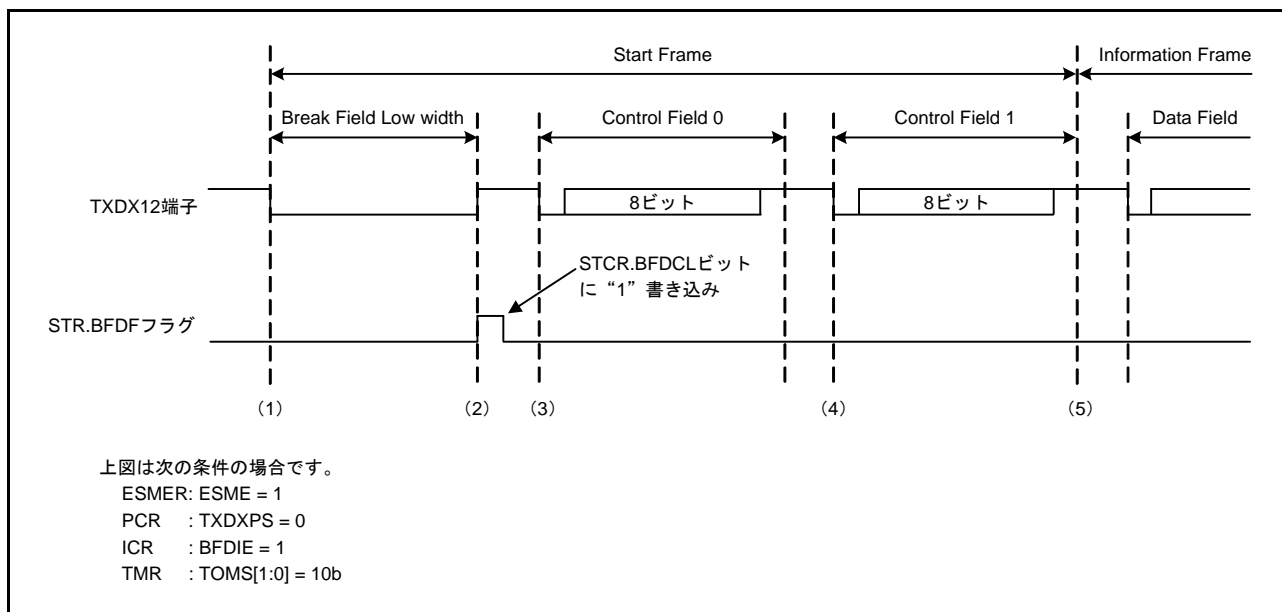 Start Frame
Information Frame
Break Field Low width
Control Field 0
Control Field 1
Data Field
TXDX12端子
8ビット
8ビット
STCR.BFDCLビット
に“1”書き込み
STR.BFDFフラグ
(1)
(2)
(3)
(4)
(5)
上図は次の条件の場合です。
ESMER: ESME = 1
PCR : TXDXPS = 0
ICR : BFDIE = 1
TMR : TOMS[1:0] = 10b